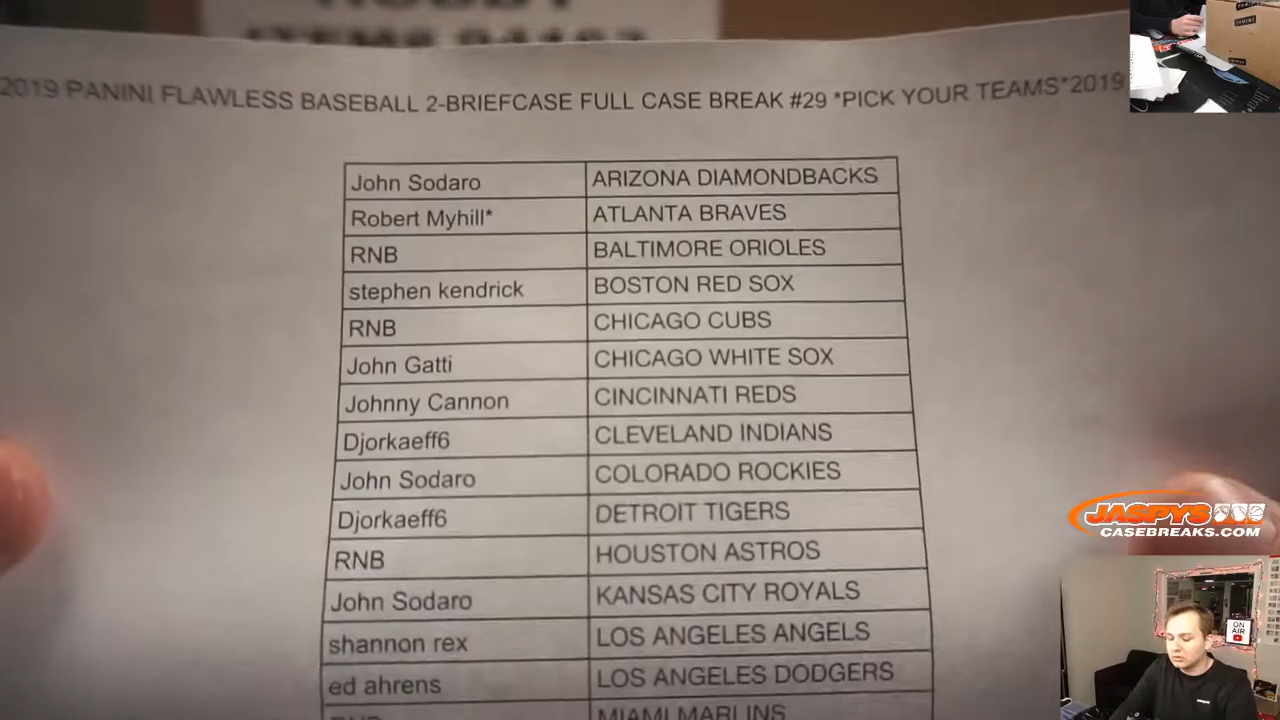 2019 PANINI FLAWLESS BASEBALL 2-BRIEFCASE FULL CASE BREAK #29 *PICK YOUR TEAMS*2019
John Sodaro ARIZONA DIAMONDBACKS
Robert Myhill* ATLANTA BRAVES
RNB BALTIMORE ORIOLES
stephen kendrick BOSTON RED SOX
RNB CHICAGO CUBS
John Gatti CHICAGO WHITE SOX
Johnny Cannon CINCINNATI REDS
Djorkaeff6 CLEVELAND INDIANS
John Sodaro COLORADO ROCKIES
Djorkaeff6 DETROIT TIGERS
RNB HOUSTON ASTROS
John Sodaro KANSAS CITY ROYALS
shannon rex LOS ANGELES ANGELS
ed ahrens LOS ANGELES DODGERS
RNB MIAMI MARLINS
JASPYS
CASEBREAKS.COM
ON
AIR